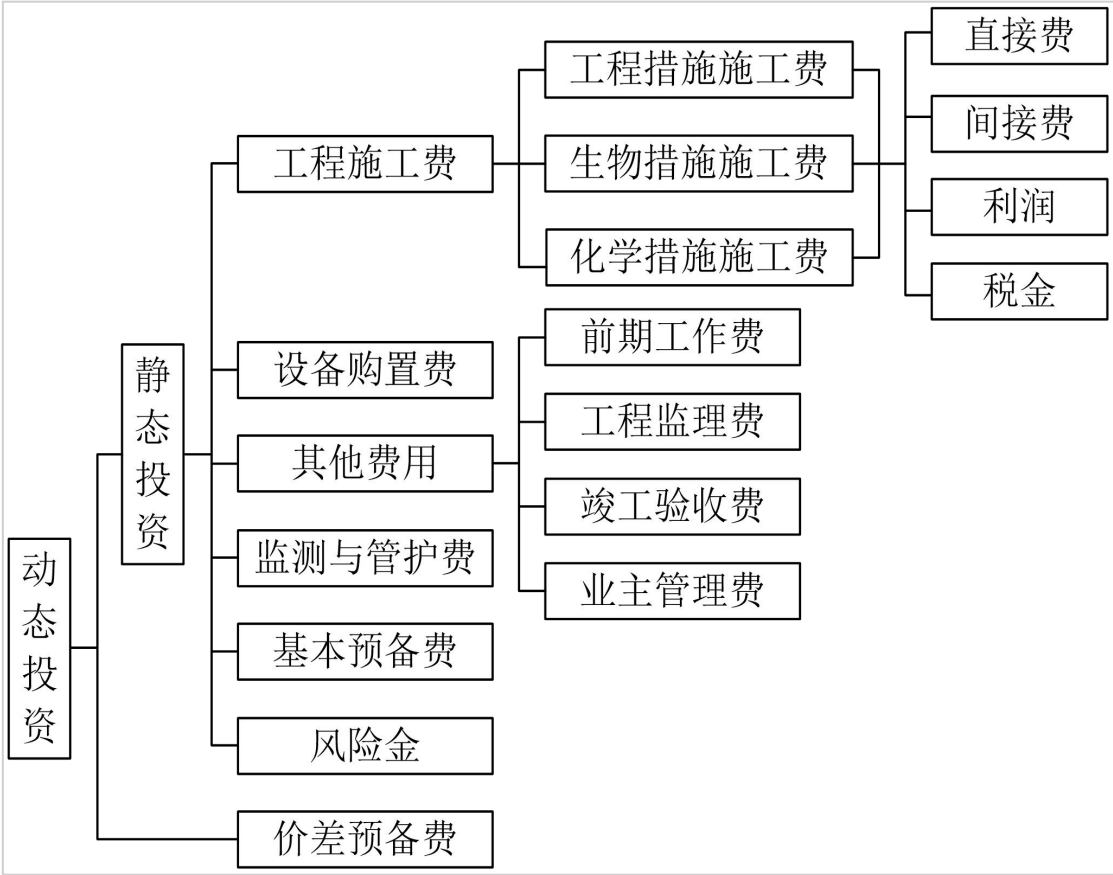 动态投资
静态投资
工程施工费
工程措施施工费
生物措施施工费
化学措施施工费
直接费
间接费
利润
税金
设备购置费
其他费用
前期工作费
工程监理费
竣工验收费
业主管理费
监测与管护费
基本预备费
风险金
价差预备费